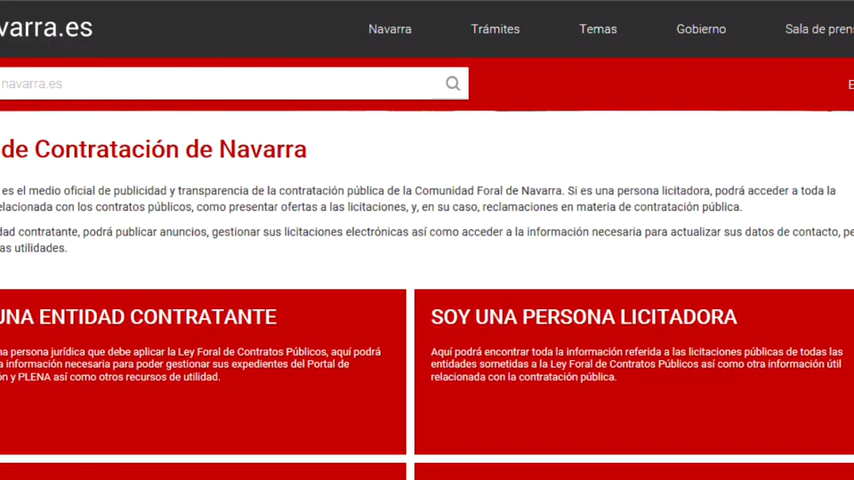 varra.es
Navarra
Trámites
Temas
Gobierno
Sala de pren
navarra.es
E
de Contratación de Navarra
es el medio oficial de publicidad y transparencia de la contratación pública de la Comunidad Foral de Navarra. Si es una persona licitadora, podrá acceder a toda la
elacionada con los contratos públicos, como presentar ofertas a las licitaciones, y, en su caso, reclamaciones en materia de contratación pública.
dad contratante, podrá publicar anuncios, gestionar sus licitaciones electrónicas así como acceder a la información necesaria para actualizar sus datos de contacto, pe
as utilidades.
UNA ENTIDAD CONTRATANTE
na persona jurídica que debe aplicar la Ley Foral de Contratos Públicos, aquí podrá
a información necesaria para poder gestionar sus expedientes del Portal de
ón y PLENA así como otros recursos de utilidad.
SOY UNA PERSONA LICITADORA
Aquí podrá encontrar toda la información referida a las licitaciones públicas de todas las
entidades sometidas a la Ley Foral de Contratos Públicos así como otra información útil
relacionada con la contratación pública.